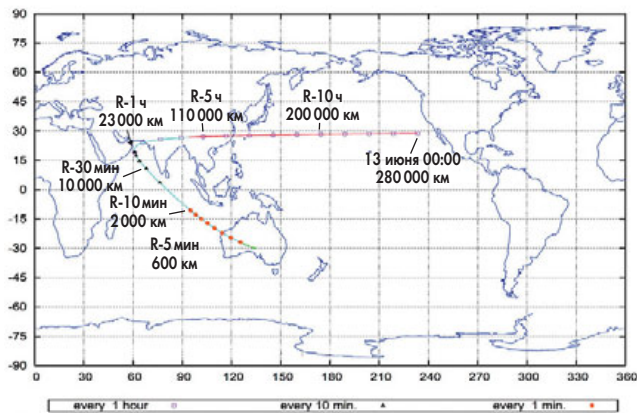 90
75
60
45
30
15
0
-15
-30
-45
-60
-75
-90
R-1 ч
23 000 км
R-5 ч
110 000 км
R-10 ч
200 000 км
13 июня 00:00
280 000 км
R-30 мин
10 000 км
R-10 мин
2 000 км
R-5 мин
600 км
0 30 60 90 120 150 180 210 240 270 300 330 360
every 1 hour every 10 min. every 1 min.